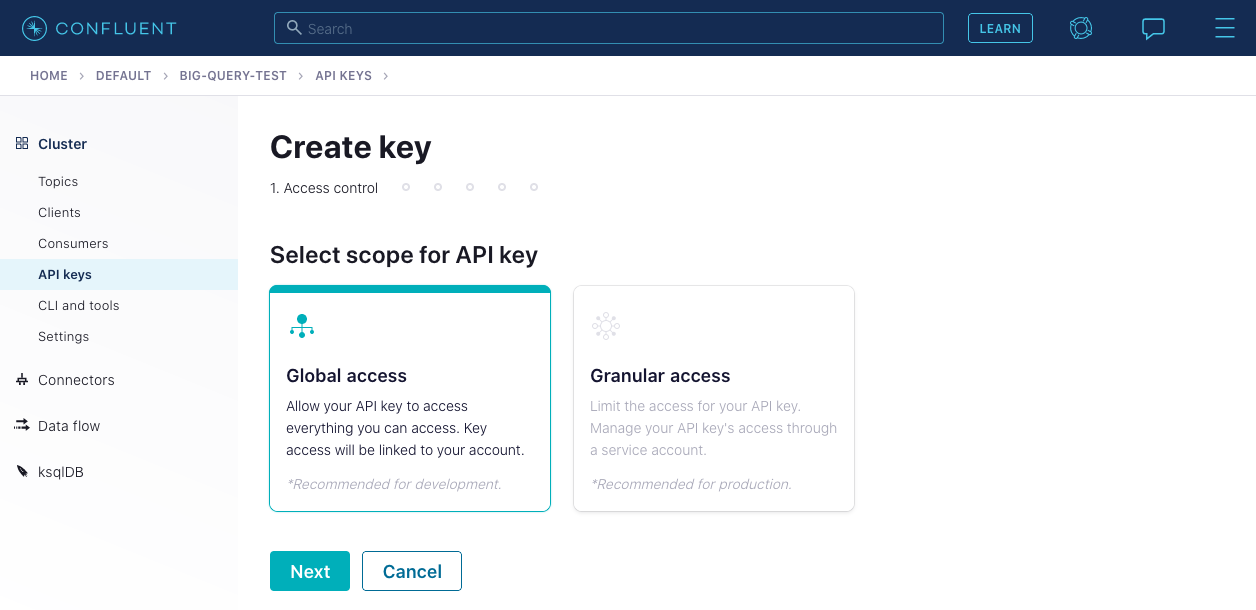 CONFLUENT
Search
LEARN
HOME > DEFAULT > BIG-QUERY-TEST > API KEYS >
Cluster
Topics
Clients
Consumers
API keys
CLI and tools
Settings
Connectors
Data flow
ksqlDB
Create key
1. Access control
Select scope for API key
Global access
Allow your API key to access
everything you can access. Key
access will be linked to your account.
*Recommended for development.
Granular access
Limit the access for your API key.
Manage your API key's access through
a service account.
*Recommended for production.
Next
Cancel